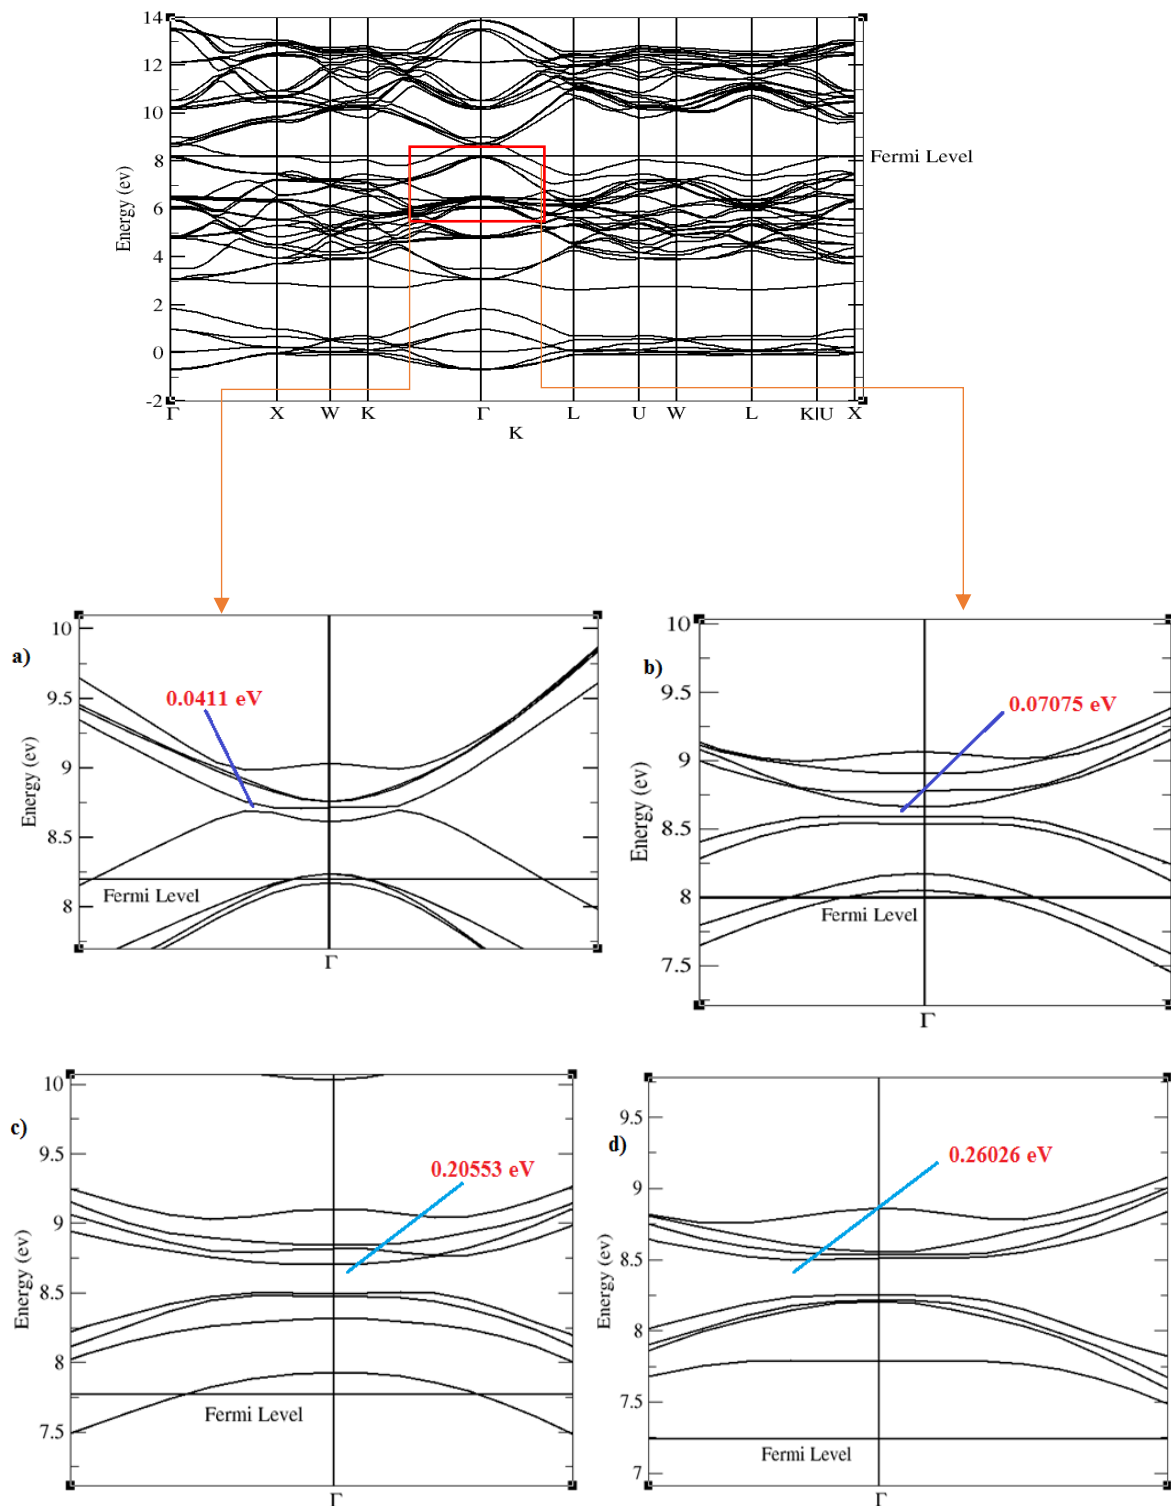 14
12
10
8
6
4
2
0
-2
Energy (ev)
Fermi Level
Γ X W K Γ L U W L K|U X
K
a)
10
9.5
9
8.5
8
Energy (ev)
0.0411 eV
Fermi Level
Γ
b)
10
9.5
9
8.5
8
7.5
Energy (ev)
0.07075 eV
Fermi Level
Γ
c)
10
9.5
9
8.5
8
7.5
Energy (ev)
0.20553 eV
Fermi Level
Γ
d)
9.5
9
8.5
8
7.5
7
Energy (ev)
0.26026 eV
Fermi Level
Γ